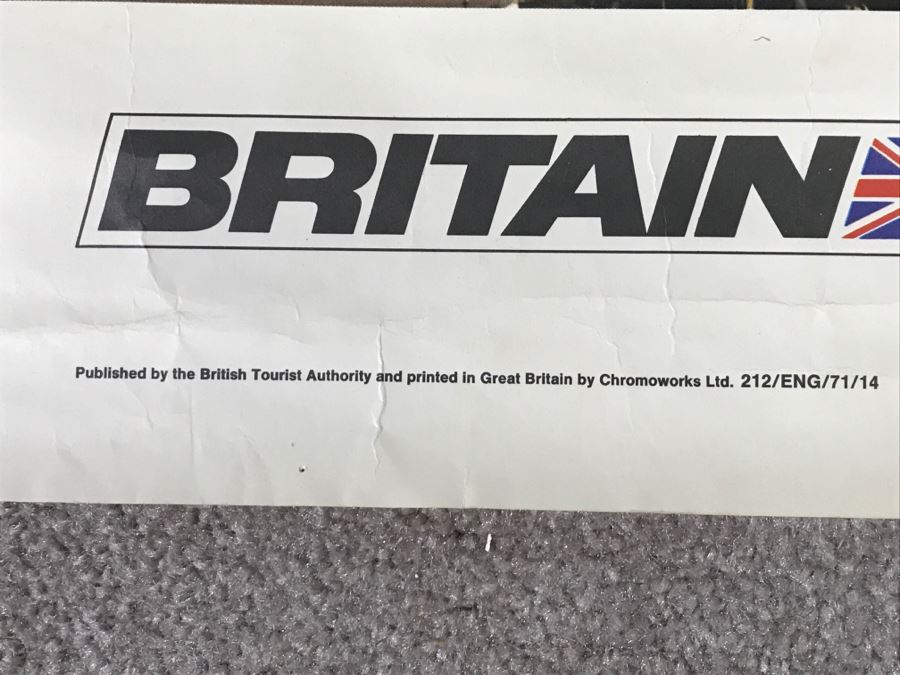 BRITAIN
Published by the British Tourist Authority and printed in Great Britain by Chromoworks Ltd. 212/ENG/71/14